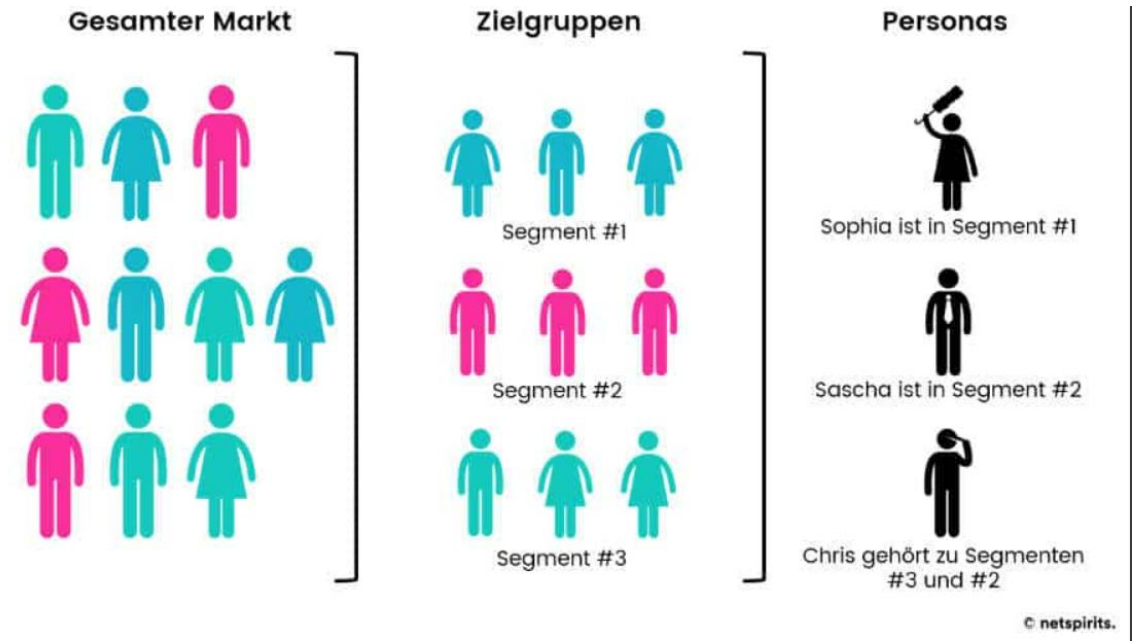 Gesamter Markt
Zielgruppen
Personas
Segment #1
Sophia ist in Segment #1
Segment #2
Sascha ist in Segment #2
Segment #3
Chris gehört zu Segmenten
#3 und #2
© netspirits.